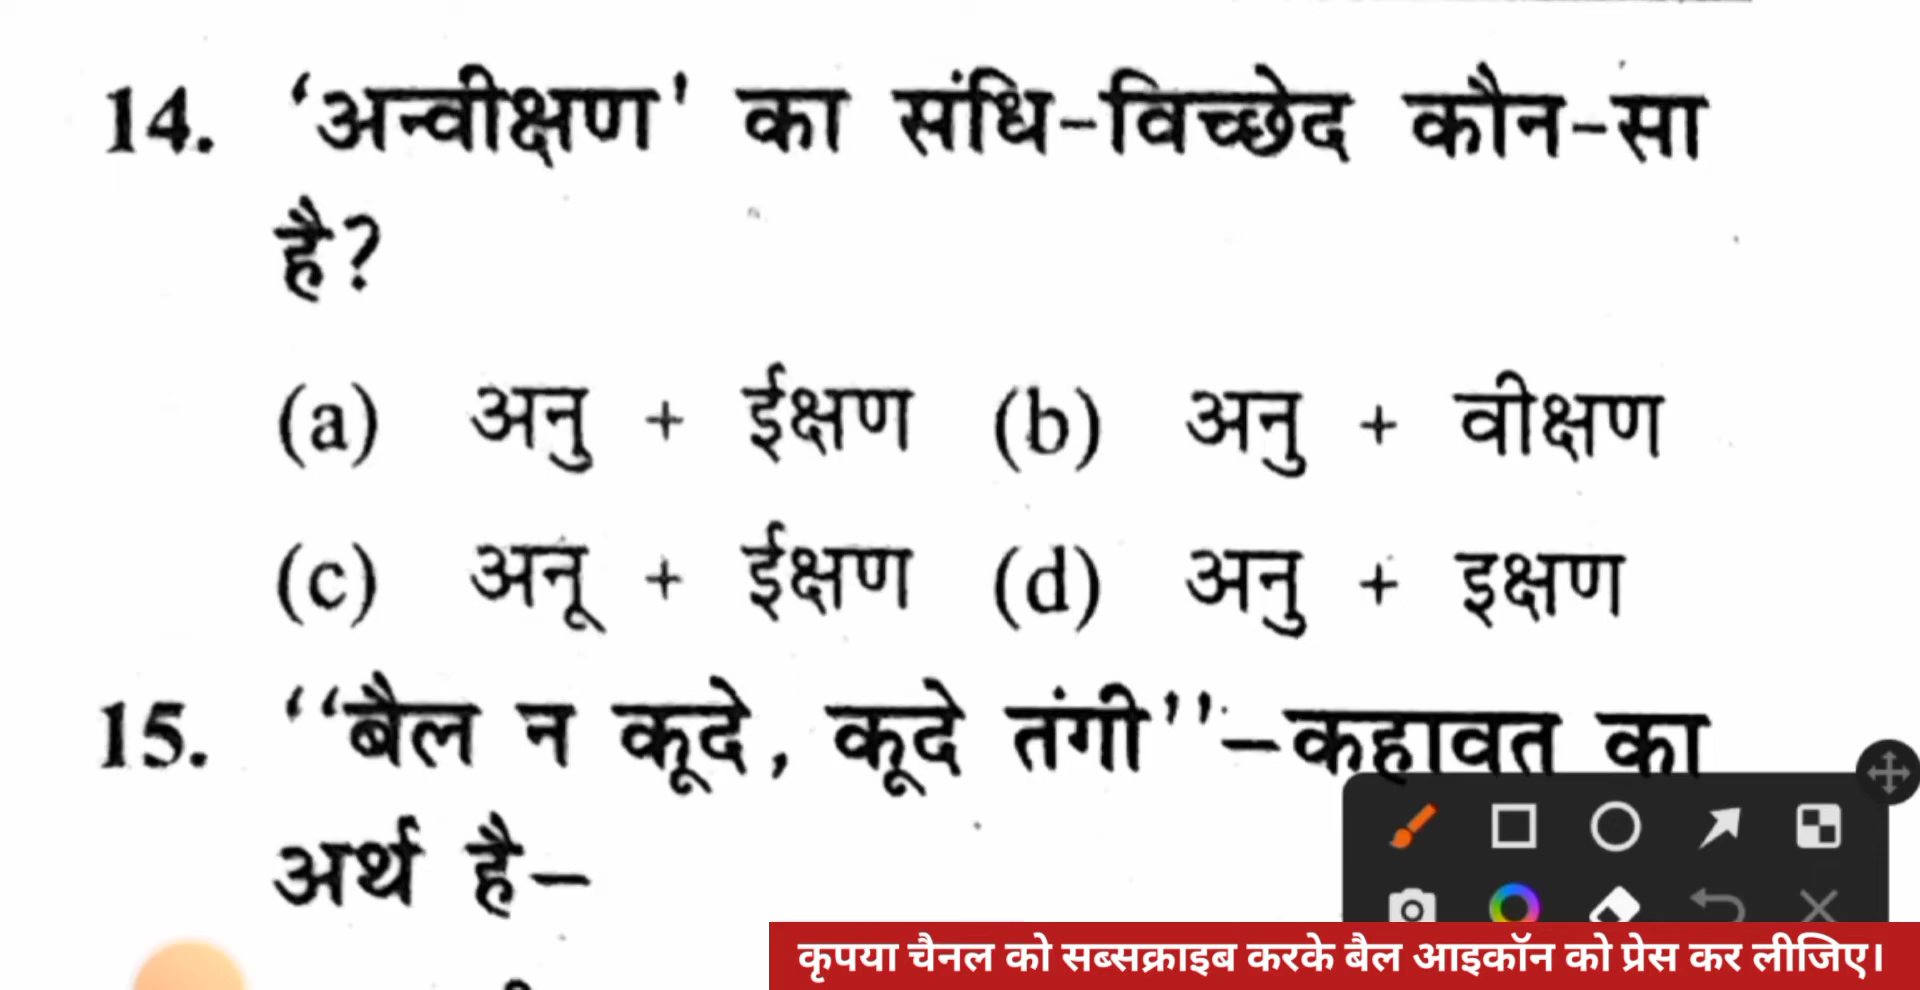 14. ‘अन्वीक्षण’ का संधि-विच्छेद कौन-सा
है?
(a) अनु + ईक्षण (b) अनु + वीक्षण
(c) अनू + ईक्षण (d) अनु + इक्षण
15. ‘‘बैल न कूदे, कूदे तंगी’’–कहावत का
अर्थ है–
कृपया चैनल को सब्सक्राइब करके बैल आइकॉन को प्रेस कर लीजिए।